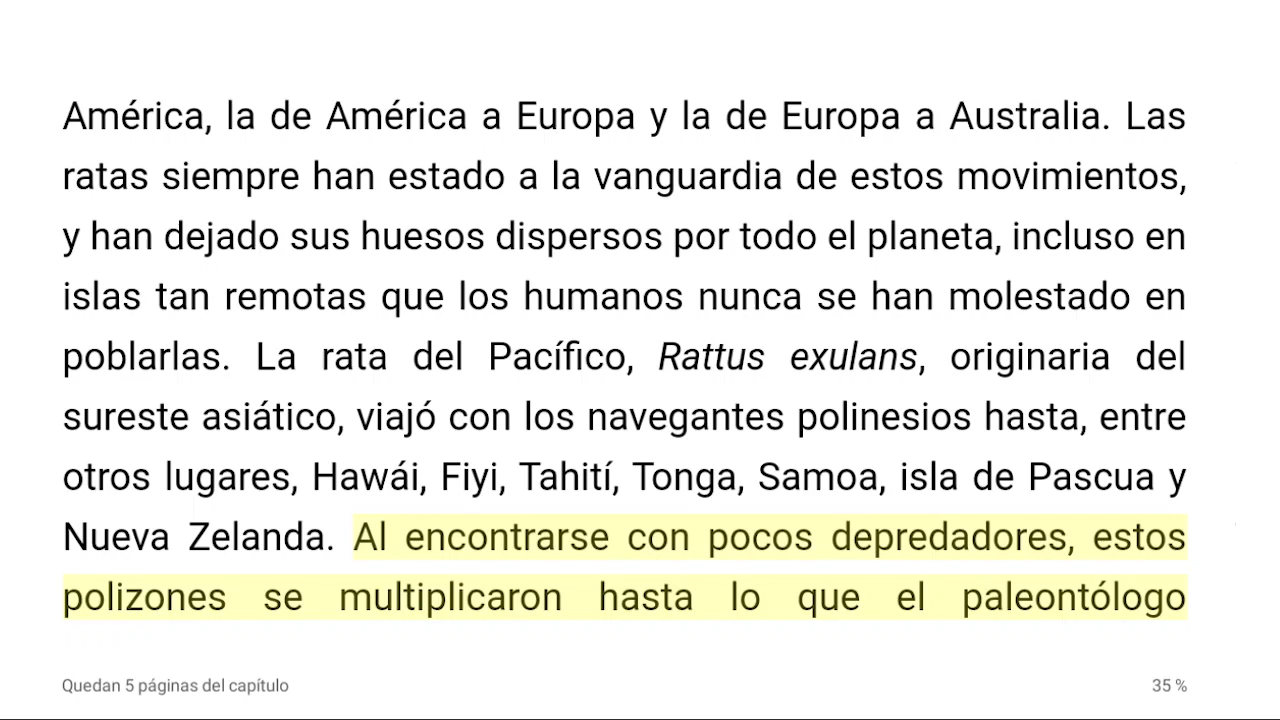 América, la de América a Europa y la de Europa a Australia. Las
ratas siempre han estado a la vanguardia de estos movimientos,
y han dejado sus huesos dispersos por todo el planeta, incluso en
islas tan remotas que los humanos nunca se han molestado en
poblarlas. La rata del Pacífico, Rattus exulans, originaria del
sureste asiático, viajó con los navegantes polinesios hasta, entre
otros lugares, Hawái, Fiyi, Tahití, Tonga, Samoa, isla de Pascua y
Nueva Zelanda. Al encontrarse con pocos depredadores, estos
polizones se multiplicaron hasta lo que el paleontólogo
Quedan 5 páginas del capítulo
35 %